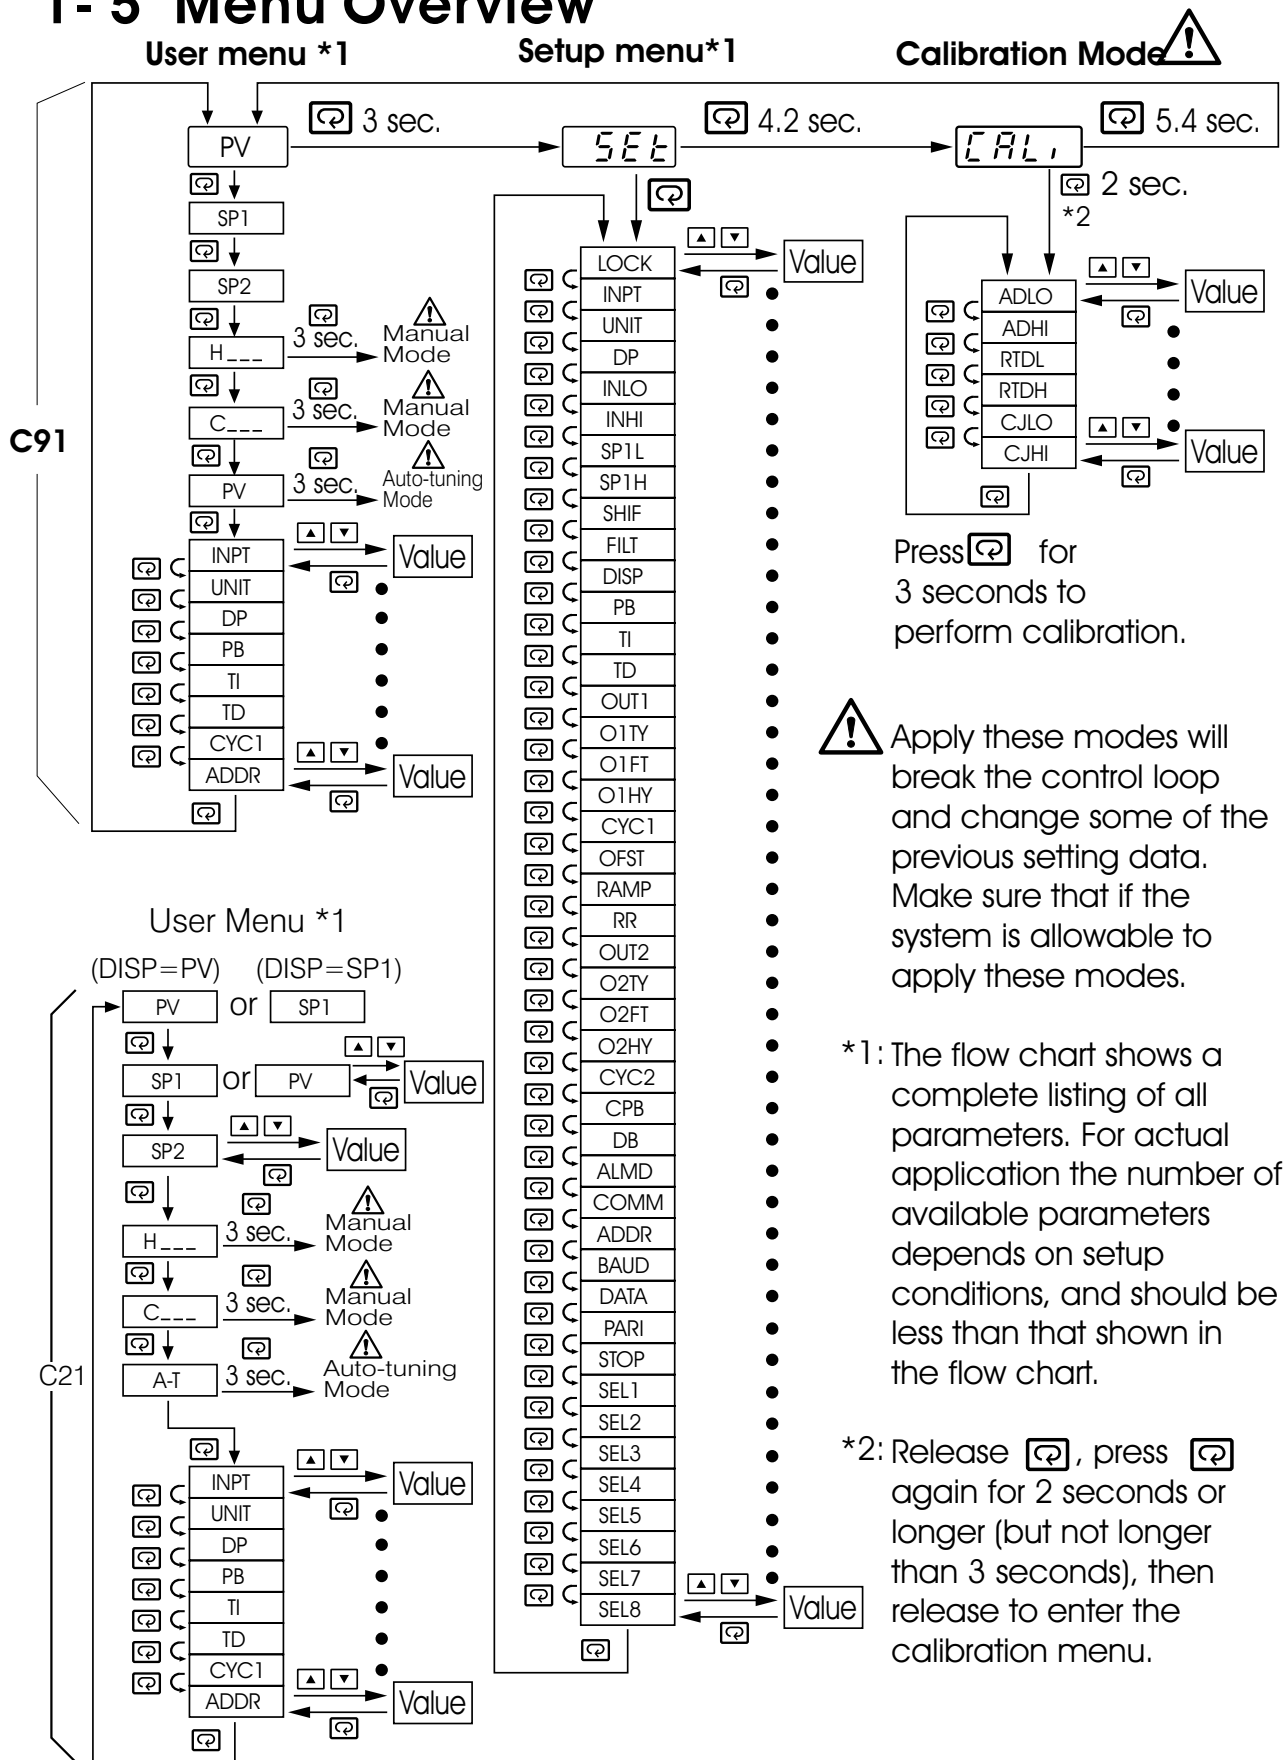 1- 5 Menu Overview
User menu *1
Setup menu*1
Calibration Mode
3 sec.
4.2 sec.
5.4 sec.
PV
SEt
CALi
2 sec.
*2
C91
SP1
SP2
H_ _ _
3 sec.
Manual
Mode
C_ _ _
3 sec.
Manual
Mode
PV
3 sec.
Auto-tuning
Mode
INPT
Value
UNIT
DP
PB
TI
TD
CYC1
ADDR
Value
User Menu *1
(DISP=PV) (DISP=SP1)
PV or SP1
SP1 or PV
Value
SP2
Value
H_ _ _
3 sec.
Manual
Mode
C_ _ _
3 sec.
Manual
Mode
C21
A-T
3 sec.
Auto-tuning
Mode
INPT
Value
UNIT
DP
PB
TI
TD
CYC1
ADDR
Value
LOCK
Value
INPT
UNIT
DP
INLO
INHI
SP1L
SP1H
SHIF
FILT
DISP
PB
TI
TD
OUT1
O1TY
O1FT
O1HY
CYC1
OFST
RAMP
RR
OUT2
O2TY
O2FT
O2HY
CYC2
CPB
DB
ALMD
COMM
ADDR
BAUD
DATA
PARI
STOP
SEL1
SEL2
SEL3
SEL4
SEL5
SEL6
SEL7
SEL8
Value
ADLO
Value
ADHI
RTDL
RTDH
CJLO
CJHI
Value
Press for
3 seconds to
perform calibration.
Apply these modes will
break the control loop
and change some of the
previous setting data.
Make sure that if the
system is allowable to
apply these modes.
*1: The flow chart shows a
complete listing of all
parameters. For actual
application the number of
available parameters
depends on setup
conditions, and should be
less than that shown in
the flow chart.
*2: Release , press
again for 2 seconds or
longer (but not longer
than 3 seconds), then
release to enter the
calibration menu.